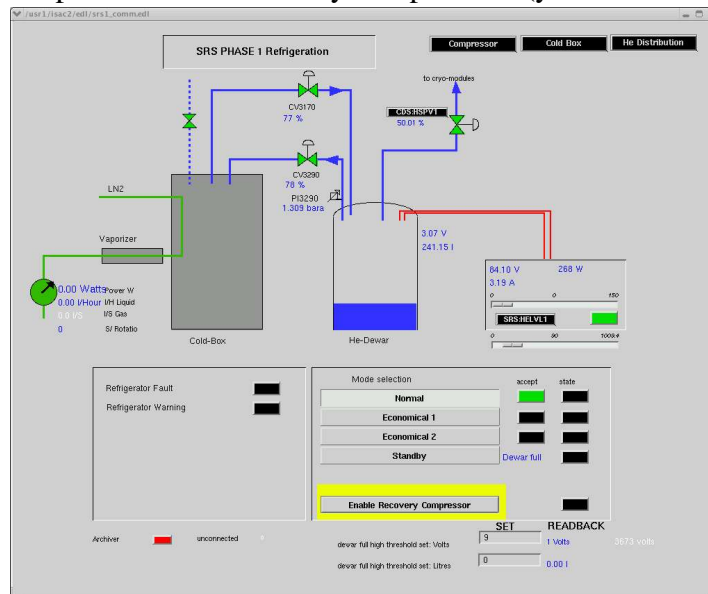 /usr1/isac2/edl/srs1_comm.edl
SRS PHASE 1 Refrigeration
Compressor
Cold Box
He Distribution
to cryo-modules
CV3170
77 %
CDS:HSPV1
50.01 %
CV3290
78 %
PI3290
1.309 bara
LN2
Vaporizer
3.07 V
241.15 l
84.10 V 268 W
3.19 A
0 0 150
SRS:HELVL1
0.00 Watts Power W
0.00 l/Hour l/H Liquid
0.0 l/S l/S Gas
0 S/ Rotatio
Cold-Box
He-Dewar
Refrigerator Fault
Refrigerator Warning
Mode selection
accept state
Normal
Economical 1
Economical 2
Standby
Dewar full
Enable Recovery Compressor
SET READBACK
Archiver unconnected
dewar full high threshold set: Volts 9 1 Volts 3673 volts
dewar full high threshold set: Litres 0 0.00 l